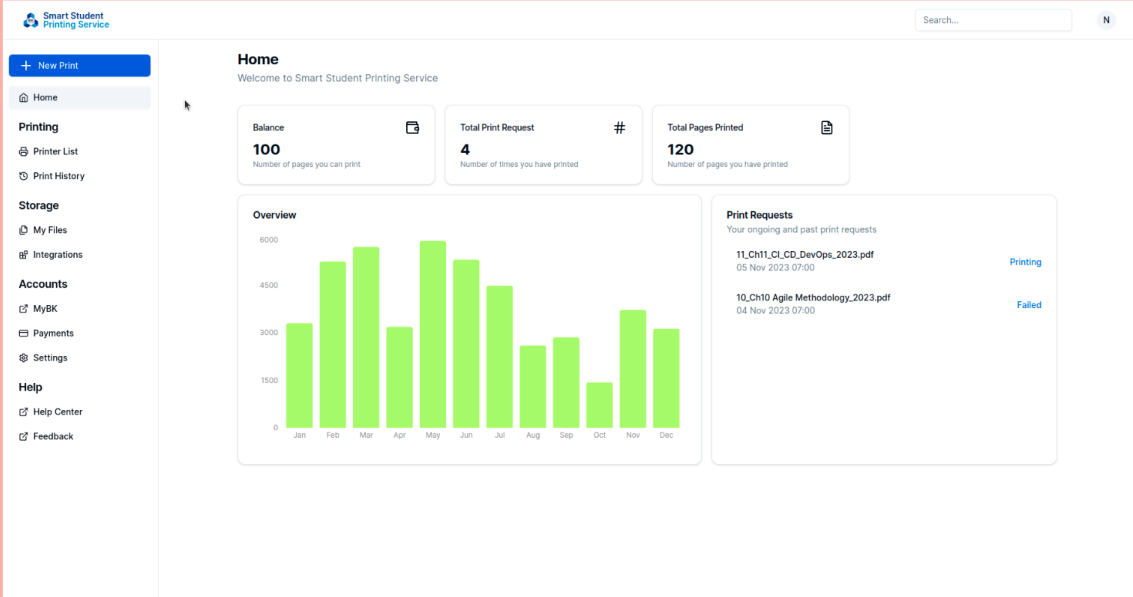 Smart Student
Printing Service
Search...
N
New Print
Home
Printing
Printer List
Print History
Storage
My Files
Integrations
Accounts
MyBK
Payments
Settings
Help
Help Center
Feedback
Home
Welcome to Smart Student Printing Service
Balance
100
Number of pages you can print
Total Print Request
#
4
Number of times you have printed
Total Pages Printed
120
Number of pages you have printed
Overview
6000
4500
3000
1500
0
Jan Feb Mar Apr May Jun Jul Aug Sep Oct Nov Dec
Print Requests
Your ongoing and past print requests
11_Ch11_CI_CD_DevOps_2023.pdf
05 Nov 2023 07:00
Printing
10_Ch10 Agile Methodology_2023.pdf
04 Nov 2023 07:00
Failed